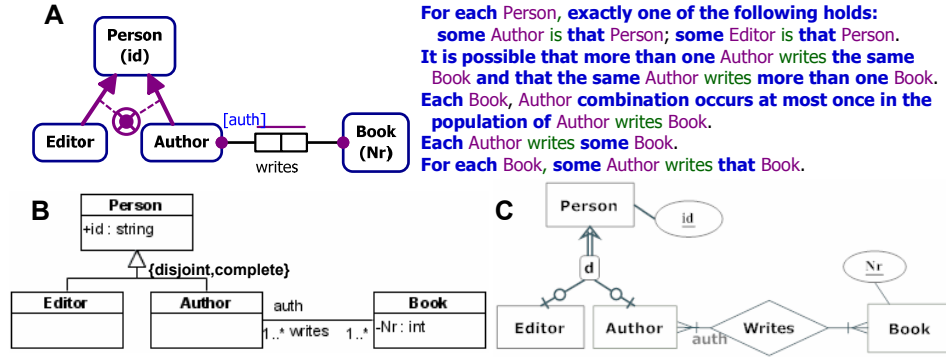 A
Person
(id)
Editor
Author
[auth]
writes
Book
(Nr)
For each Person, exactly one of the following holds:
some Author is that Person; some Editor is that Person.
It is possible that more than one Author writes the same
Book and that the same Author writes more than one Book.
Each Book, Author combination occurs at most once in the
population of Author writes Book.
Each Author writes some Book.
For each Book, some Author writes that Book.
B
Person
+id : string
{disjoint,complete}
Editor
Author
auth
1..* writes 1..*
Book
-Nr : int
C
Person
id
d
Editor
Author
auth
Writes
Nr
Book